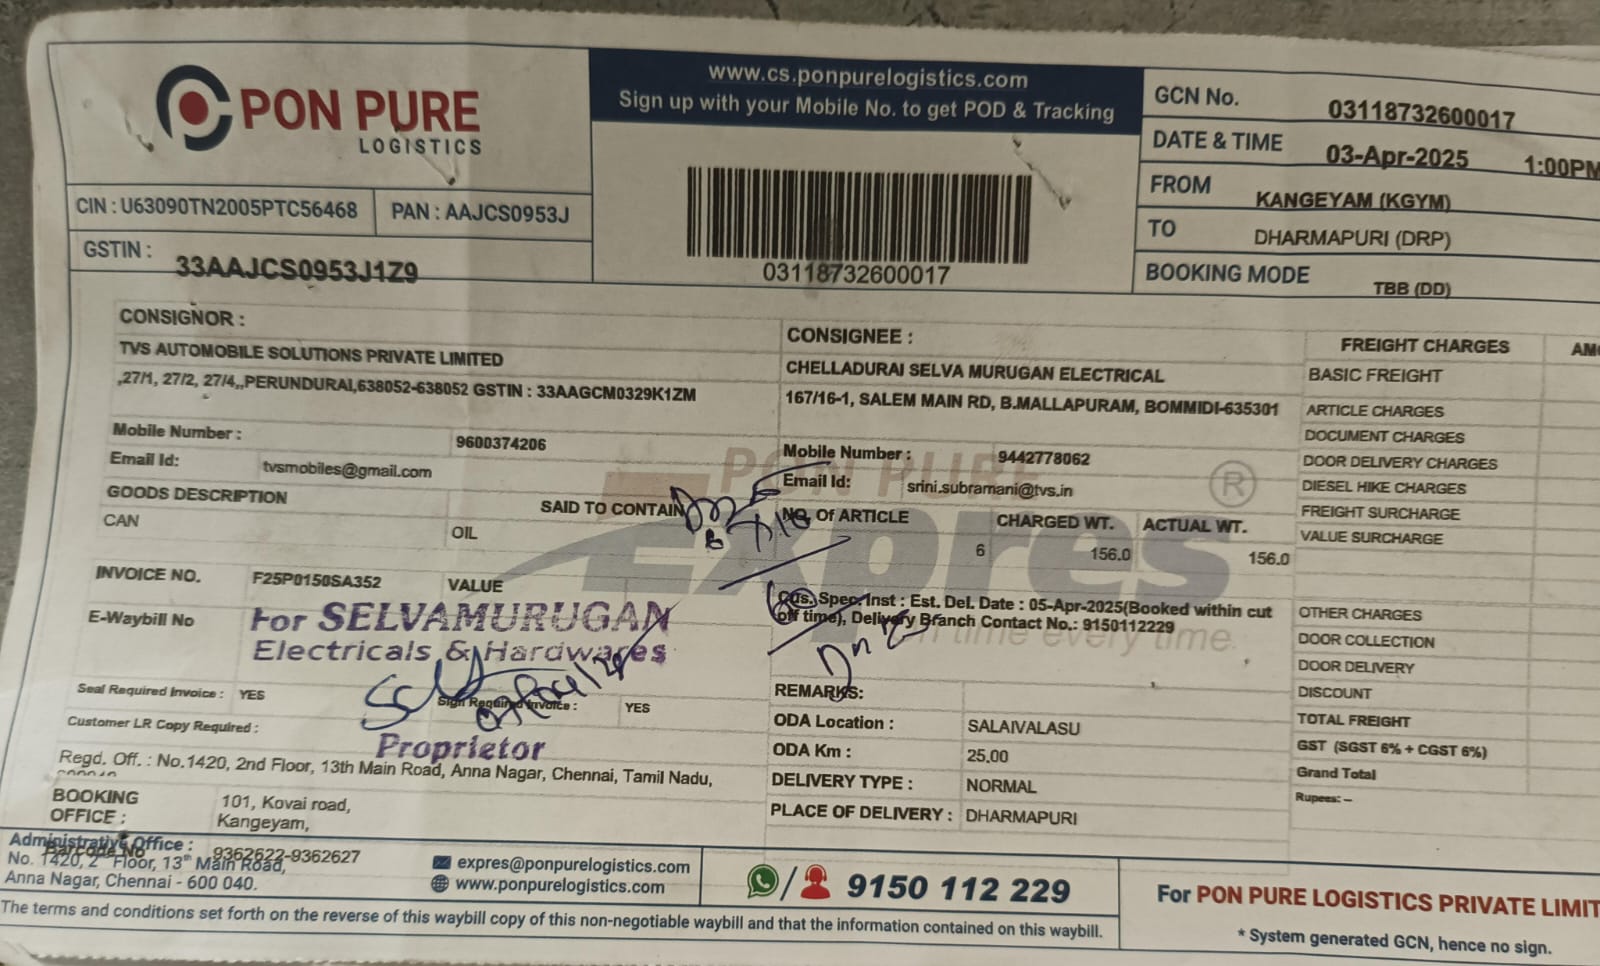 PON PURE
LOGISTICS
www.cs.ponpurelogistics.com
Sign up with your Mobile No. to get POD & Tracking
GCN No. 03118732600017
DATE & TIME 03-Apr-2025 1:00PM
FROM KANGEYAM (KGYM)
TO DHARMAPURI (DRP)
BOOKING MODE TBB (DD)
CIN : U63090TN2005PTC56468 PAN : AAJCS0953J
GSTIN : 33AAJCS0953J1Z9
03118732600017
CONSIGNOR :
TVS AUTOMOBILE SOLUTIONS PRIVATE LIMITED
,27/1, 27/2, 27/4,,PERUNDURAI,638052-638052 GSTIN : 33AAGCM0329K1ZM
Mobile Number : 9600374206
Email Id: tvsmobiles@gmail.com
GOODS DESCRIPTION SAID TO CONTAIN
CAN OIL
INVOICE NO. F25P0150SA352 VALUE
E-Waybill No
For SELVAMURUGAN
Electricals & Hardwares
Proprietor
Seal Required Invoice : YES Sign Required Invoice : YES
Customer LR Copy Required :
Regd. Off. : No.1420, 2nd Floor, 13th Main Road, Anna Nagar, Chennai, Tamil Nadu,
BOOKING OFFICE : 101, Kovai road,
Kangeyam,
Barcode No 9362622-9362627
CONSIGNEE :
CHELLADURAI SELVA MURUGAN ELECTRICAL
167/16-1, SALEM MAIN RD, B.MALLAPURAM, BOMMIDI-635301
Mobile Number : 9442778062
Email Id: srini.subramani@tvs.in
PON PURE
Expres
®
in time every time.
NO. Of ARTICLE CHARGED WT. ACTUAL WT.
6 156.0 156.0
Cus. Spec. Inst : Est. Del. Date : 05-Apr-2025(Booked within cut
off time), Delivery Branch Contact No.: 9150112229
REMARKS:
ODA Location : SALAIVALASU
ODA Km : 25.00
DELIVERY TYPE : NORMAL
PLACE OF DELIVERY : DHARMAPURI
FREIGHT CHARGES AMO
BASIC FREIGHT
ARTICLE CHARGES
DOCUMENT CHARGES
DOOR DELIVERY CHARGES
DIESEL HIKE CHARGES
FREIGHT SURCHARGE
VALUE SURCHARGE
OTHER CHARGES
DOOR COLLECTION
DOOR DELIVERY
DISCOUNT
TOTAL FREIGHT
GST (SGST 6% + CGST 6%)
Grand Total
Rupees: –
Administrative Office :
No. 1420, 2nd Floor, 13th Main Road,
Anna Nagar, Chennai - 600 040.
expres@ponpurelogistics.com
www.ponpurelogistics.com
9150 112 229
For PON PURE LOGISTICS PRIVATE LIMIT
* System generated GCN, hence no sign.
The terms and conditions set forth on the reverse of this waybill copy of this non-negotiable waybill and that the information contained on this waybill.